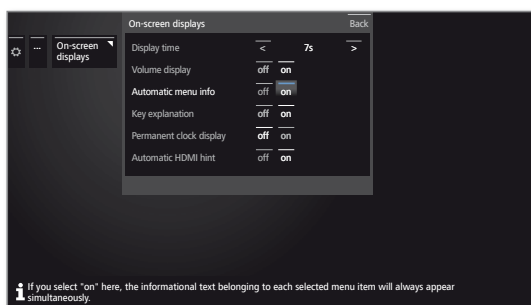 On-screen displays Back
... On-screen displays
Display time < 7s >
Volume display off on
Automatic menu info off on
Key explanation off on
Permanent clock display off on
Automatic HDMI hint off on
If you select "on" here, the informational text belonging to each selected menu item will always appear
simultaneously.